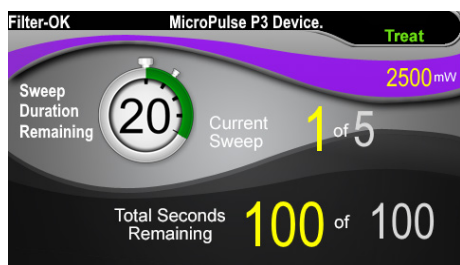 Filter-OK MicroPulse P3 Device.
Treat
2500mW
Sweep
Duration
Remaining
20
Current
Sweep
1 of 5
Total Seconds
Remaining
100 of 100